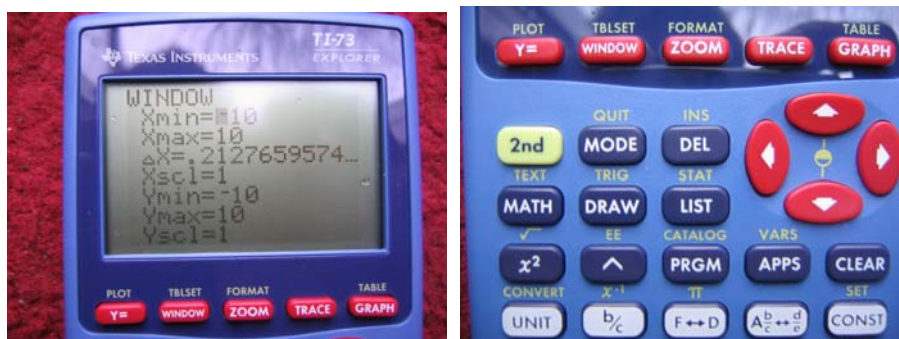 TI-73
TEXAS INSTRUMENTS EXPLORER
WINDOW
Xmin=-10
Xmax=10
ΔX=.2127659574…
Xscl=1
Ymin=-10
Ymax=10
Yscl=1
PLOT TBLSET FORMAT TABLE
Y= WINDOW ZOOM TRACE GRAPH
PLOT TBLSET FORMAT TABLE
Y= WINDOW ZOOM TRACE GRAPH
QUIT INS
2nd MODE DEL
TEXT TRIG STAT
MATH DRAW LIST
√ EE CATALOG VARS
x² ^ PRGM APPS CLEAR
CONVERT x⁻¹ π SET
UNIT b/c F↔D A b/c↔d/e CONST